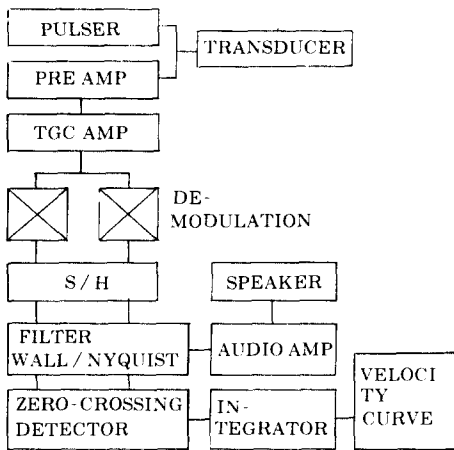 PULSER
TRANSDUCER
PRE AMP
TGC AMP
DE-
MODULATION
S/H
SPEAKER
FILTER
WALL/NYQUIST
AUDIO AMP
ZERO-CROSSING
DETECTOR
IN-
TEGRATOR
VELOCI
TY
CURVE